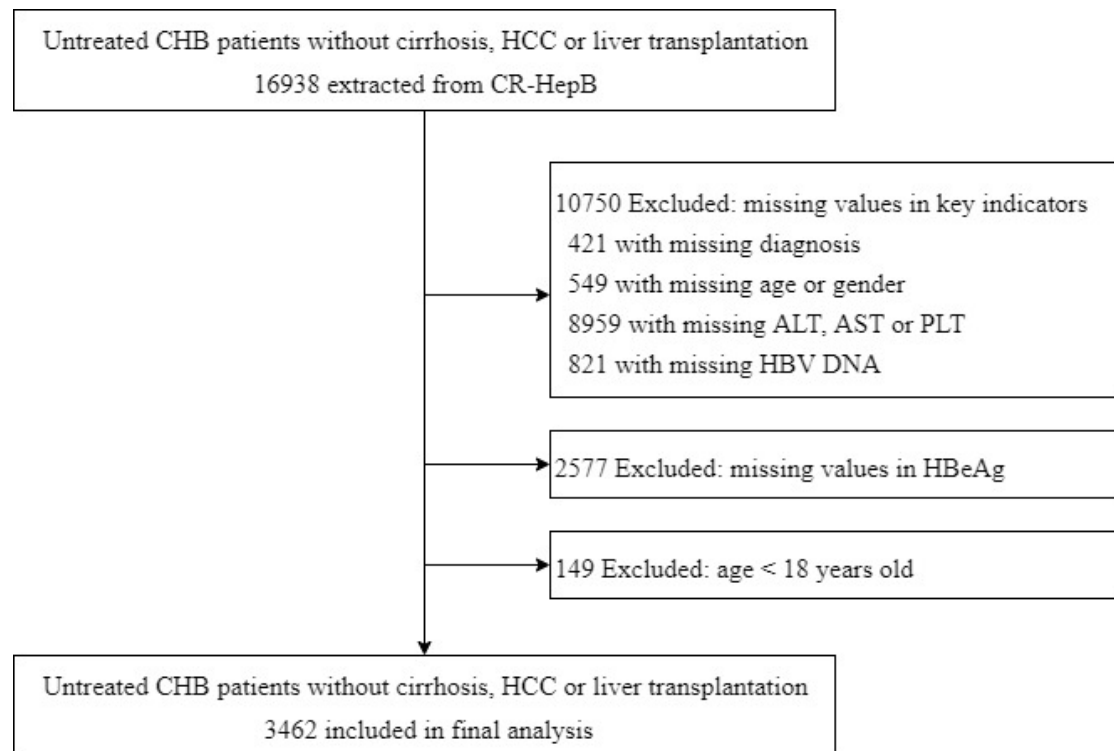 Untreated CHB patients without cirrhosis, HCC or liver transplantation
16938 extracted from CR-HepB
10750 Excluded: missing values in key indicators
421 with missing diagnosis
549 with missing age or gender
8959 with missing ALT, AST or PLT
821 with missing HBV DNA
2577 Excluded: missing values in HBeAg
149 Excluded: age < 18 years old
Untreated CHB patients without cirrhosis, HCC or liver transplantation
3462 included in final analysis